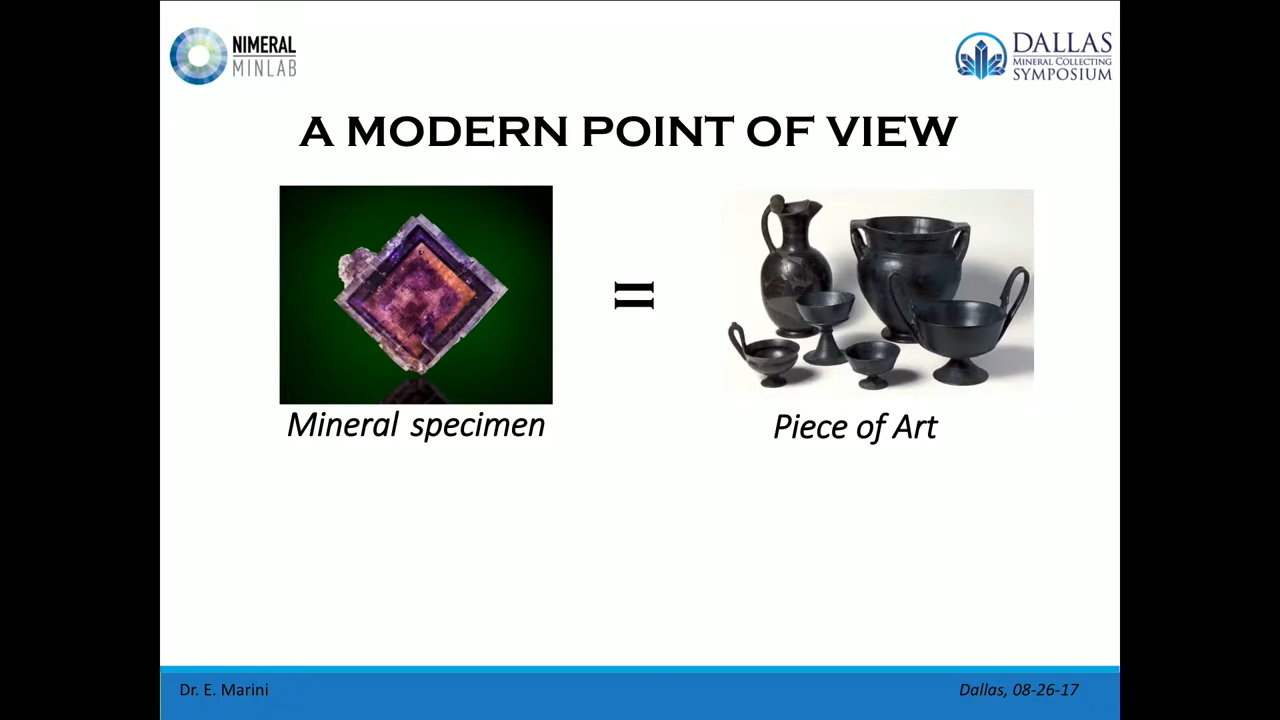 NIMERAL
MINLAB
DALLAS
MINERAL COLLECTING
SYMPOSIUM
A MODERN POINT OF VIEW
=
Mineral specimen
Piece of Art
Dr. E. Marini
Dallas, 08-26-17